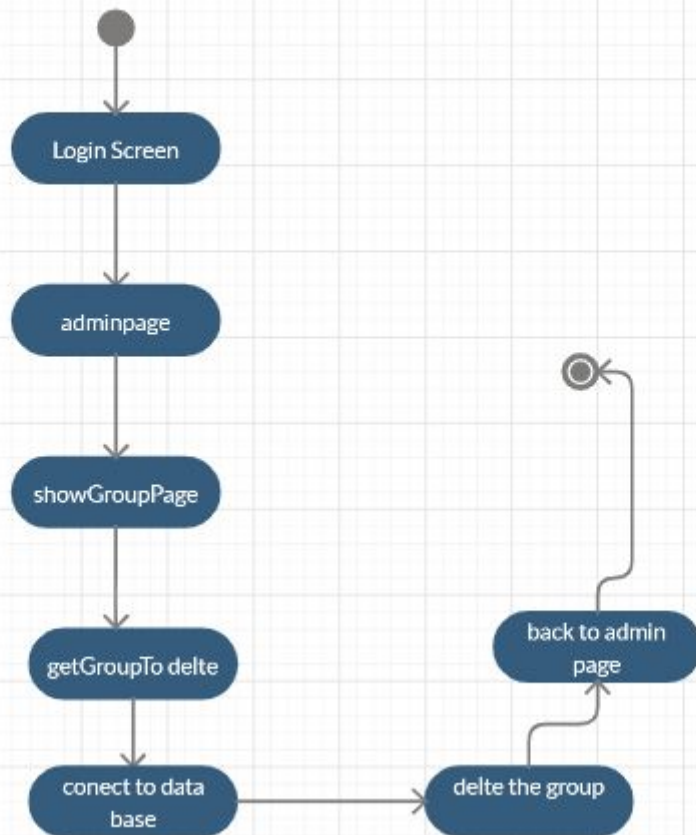 Login Screen
adminpage
showGroupPage
getGroupTo delte
conect to data
base
delte the group
back to admin
page